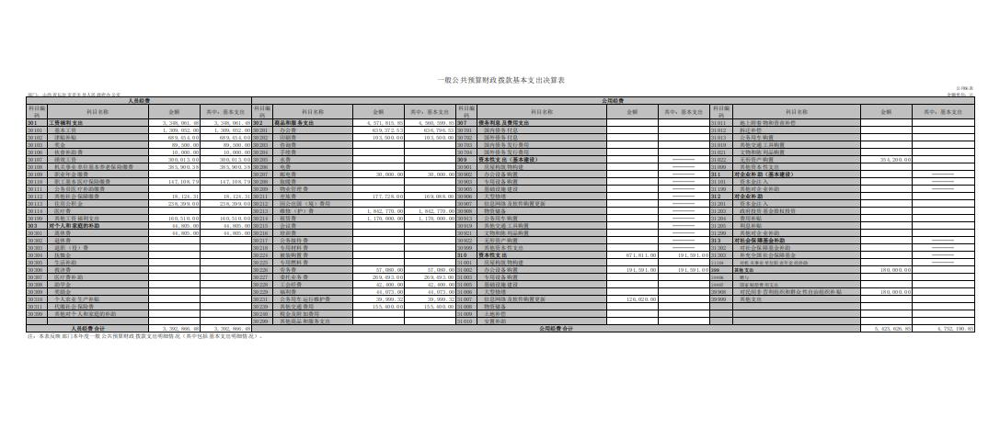 一般公共预算财政拨款基本支出决算表
公开06表
金额单位：元
人员经费 公用经费
科目编码 科目名称 金额 其中：基本支出 科目编码 科目名称 金额 其中：基本支出 科目编码 科目名称 金额 其中：基本支出 科目编码 科目名称 金额 其中：基本支出
301 工资福利支出 3,348,061.48 3,348,061.48 302 商品和服务支出 4,571,815.85 4,560,599.85 307 债务利息及费用支出 31011 地上附着物和青苗补偿
30101 基本工资 1,309,052.00 1,309,052.00 30201 办公费 30701 国内债务付息 31012 拆迁补偿
30102 津贴补贴 689,454.00 689,454.00 30202 印刷费 103,500.00 103,500.00 30702 国外债务付息 31013 公务用车购置
30103 奖金 89,500.00 89,500.00 30203 咨询费 30703 国内债务发行费用 31019 其他交通工具购置
30106 伙食补助费 10,000.00 10,000.00 30204 手续费 30704 国外债务发行费用 31021 文物和陈列品购置
30107 绩效工资 300,013.00 300,013.00 30205 水费 309 资本性支出（基本建设） 31022 无形资产购置 354,200.00
30108 机关事业单位基本养老保险缴费 385,900.38 385,900.38 30206 电费 30901 房屋建筑物购建 31099 其他资本性支出
30109 职业年金缴费 30207 邮电费 30,000.00 30,000.00 30902 办公设备购置 311 对企业补助（基本建设）
30110 职工基本医疗保险缴费 147,108.79 147,108.79 30208 取暖费 30903 专用设备购置 31101 资本金注入
30111 公务员医疗补助缴费 30209 物业管理费 30905 基础设施建设 31199 其他对企业补助
30112 其他社会保障缴费 18,124.31 18,124.31 30211 差旅费 177,728.00 169,088.00 30906 大型修缮 312 对企业补助
30113 住房公积金 238,399.00 238,399.00 30212 因公出国（境）费用 30907 信息网络及软件购置更新 31201 资本金注入
30114 医疗费 30213 维修（护）费 1,842,770.00 1,842,770.00 30908 物资储备 31203 政府投资基金股权投资
30199 其他工资福利支出 160,510.00 160,510.00 30214 租赁费 1,170,000.00 1,170,000.00 30913 公务用车购置 31204 费用补贴
303 对个人和家庭的补助 44,805.00 44,805.00 30215 会议费 30919 其他交通工具购置 31205 利息补贴
30301 离休费 44,805.00 44,805.00 30216 培训费 30921 文物和陈列品购置 31299 其他对企业补助
30302 退休费 30217 公务接待费 30922 无形资产购置 313 对社会保障基金补助
30303 退职（役）费 30218 专用材料费 30999 其他基本建设支出 31302 对社会保险基金补助
30304 抚恤金 30224 被装购置费 310 资本性支出 671,811.00 191,591.00 31303 补充全国社会保障基金
30305 生活补助 30225 专用燃料费 31001 房屋建筑物购建 31304 对机关事业单位职业年金的补助
30306 救济费 30226 劳务费 57,080.00 57,080.00 31002 办公设备购置 191,591.00 191,591.00 399 其他支出 180,000.00
30307 医疗费补助 30227 委托业务费 269,493.00 269,493.00 31003 专用设备购置 39906 赠与
30308 助学金 30228 工会经费 42,400.00 42,400.00 31005 基础设施建设 39907 国家赔偿费用支出
30309 奖励金 30229 福利费 44,073.00 44,073.00 31006 大型修缮 39908 对民间非营利组织和群众性自治组织补贴 180,000.00
30310 个人农业生产补贴 30231 公务用车运行维护费 39,999.32 39,999.32 31007 信息网络及软件购置更新 126,020.00 39999 其他支出
30311 代缴社会保险费 30239 其他交通费用 155,400.00 155,400.00 31008 物资储备
30399 其他对个人和家庭的补助 30240 税金及附加费用 31009 土地补偿
30299 其他商品和服务支出 31010 安置补助
人员经费合计 3,392,866.48 3,392,866.48 公用经费合计 5,423,626.85 4,752,190.85
注：本表反映部门本年度一般公共预算财政拨款基本支出明细情况（其中包括基本支出明细情况）。